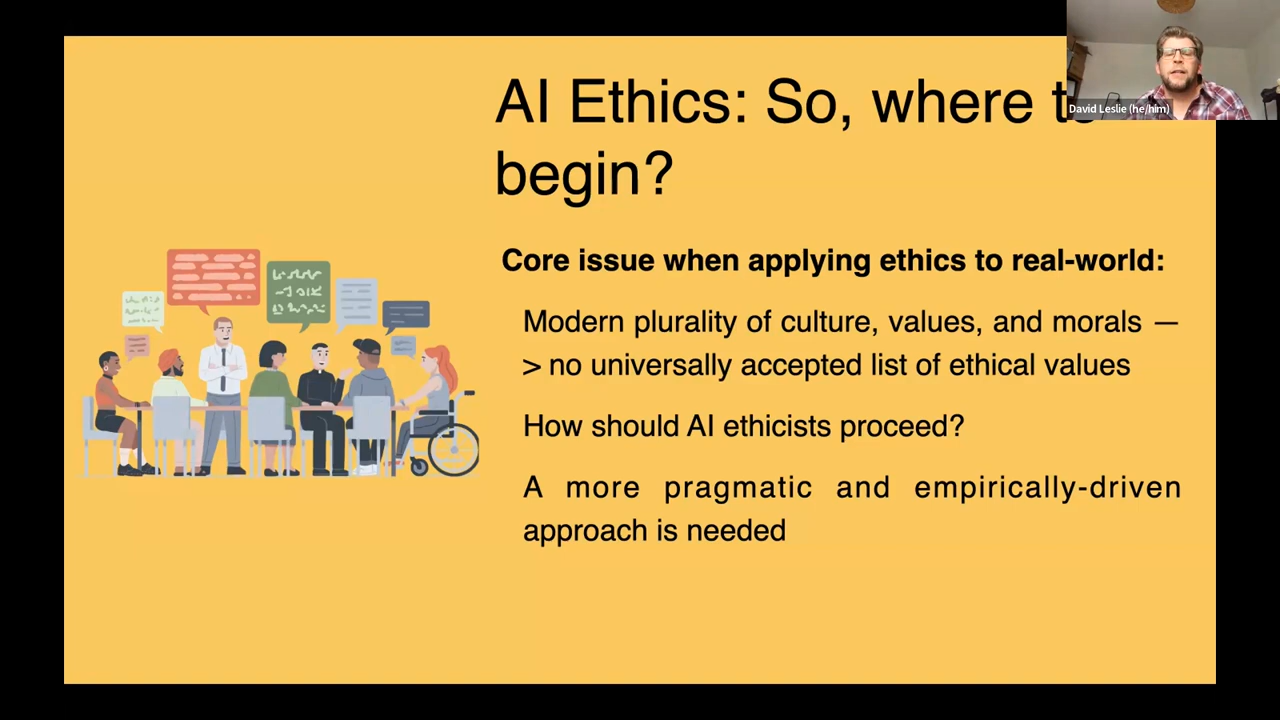 AI Ethics: So, where
begin?
David Leslie (he/him)
Core issue when applying ethics to real-world:
Modern plurality of culture, values, and morals —
> no universally accepted list of ethical values
How should AI ethicists proceed?
A more pragmatic and empirically-driven
approach is needed